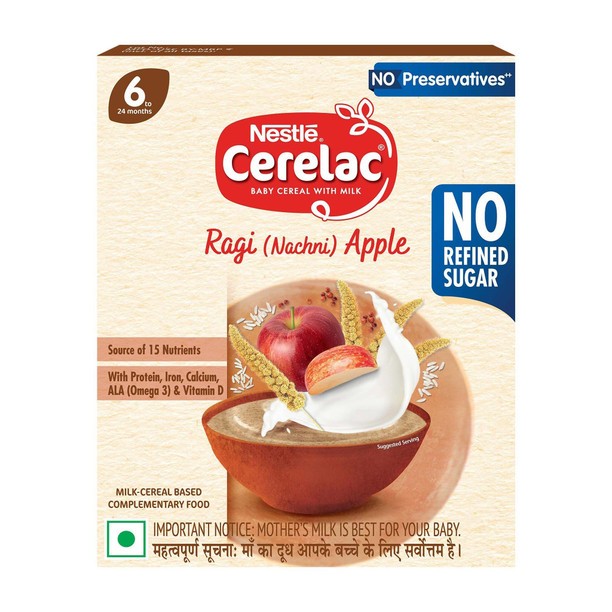 6 to
24 months
NO Preservatives**
Nestlé®
Cerelac®
BABY CEREAL WITH MILK
Ragi (Nachni) Apple
NO
REFINED
SUGAR
Source of 15 Nutrients
With Protein, Iron, Calcium,
ALA (Omega 3) & Vitamin D
Suggested Serving
MILK-CEREAL BASED
COMPLEMENTARY FOOD
IMPORTANT NOTICE: MOTHER'S MILK IS BEST FOR YOUR BABY.
महत्वपूर्ण सूचना: माँ का दूध आपके बच्चे के लिए सर्वोत्तम है।